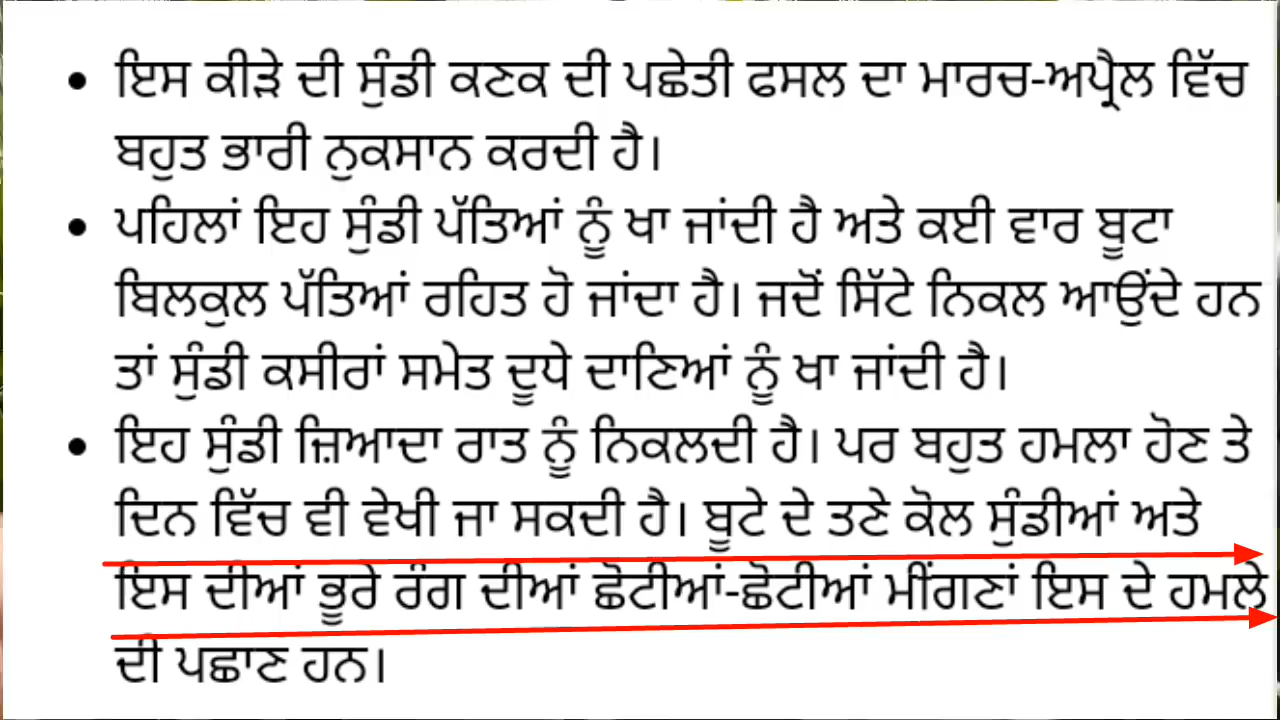 • ਇਸ ਕੀੜੇ ਦੀ ਸੁੰਡੀ ਕਣਕ ਦੀ ਪਛੇਤੀ ਫਸਲ ਦਾ ਮਾਰਚ-ਅਪ੍ਰੈਲ ਵਿੱਚ
ਬਹੁਤ ਭਾਰੀ ਨੁਕਸਾਨ ਕਰਦੀ ਹੈ।
• ਪਹਿਲਾਂ ਇਹ ਸੁੰਡੀ ਪੱਤਿਆਂ ਨੂੰ ਖਾ ਜਾਂਦੀ ਹੈ ਅਤੇ ਕਈ ਵਾਰ ਬੂਟਾ
ਬਿਲਕੁਲ ਪੱਤਿਆਂ ਰਹਿਤ ਹੋ ਜਾਂਦਾ ਹੈ। ਜਦੋਂ ਸਿੱਟੇ ਨਿਕਲ ਆਉਂਦੇ ਹਨ
ਤਾਂ ਸੁੰਡੀ ਕਸੀਰਾਂ ਸਮੇਤ ਦੂਧੇ ਦਾਣਿਆਂ ਨੂੰ ਖਾ ਜਾਂਦੀ ਹੈ।
• ਇਹ ਸੁੰਡੀ ਜ਼ਿਆਦਾ ਰਾਤ ਨੂੰ ਨਿਕਲਦੀ ਹੈ। ਪਰ ਬਹੁਤ ਹਮਲਾ ਹੋਣ ਤੇ
ਦਿਨ ਵਿੱਚ ਵੀ ਵੇਖੀ ਜਾ ਸਕਦੀ ਹੈ। ਬੂਟੇ ਦੇ ਤਣੇ ਕੋਲ ਸੁੰਡੀਆਂ ਅਤੇ
ਇਸ ਦੀਆਂ ਭੂਰੇ ਰੰਗ ਦੀਆਂ ਛੋਟੀਆਂ-ਛੋਟੀਆਂ ਮੀਂਗਣਾਂ ਇਸ ਦੇ ਹਮਲੇ
ਦੀ ਪਛਾਣ ਹਨ।